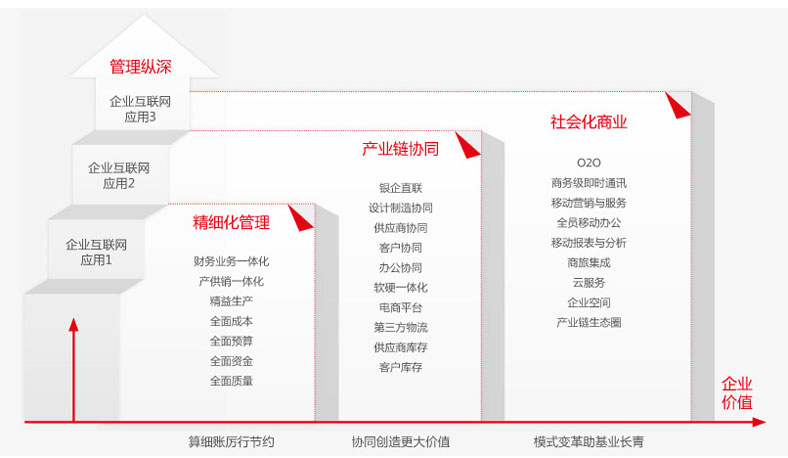 管理纵深
企业互联网
应用3
企业互联网
应用2
企业互联网
应用1
精细化管理
财务业务一体化
产供销一体化
精益生产
全面成本
全面预算
全面资金
全面质量
产业链协同
银企直联
设计制造协同
供应商协同
客户协同
办公协同
软硬一体化
电商平台
第三方物流
供应商库存
客户库存
社会化商业
O2O
商务级即时通讯
移动营销与服务
全员移动办公
移动报表与分析
商旅集成
云服务
企业空间
产业链生态圈
企业
价值
算细账厉行节约
协同创造更大价值
模式变革助基业长青